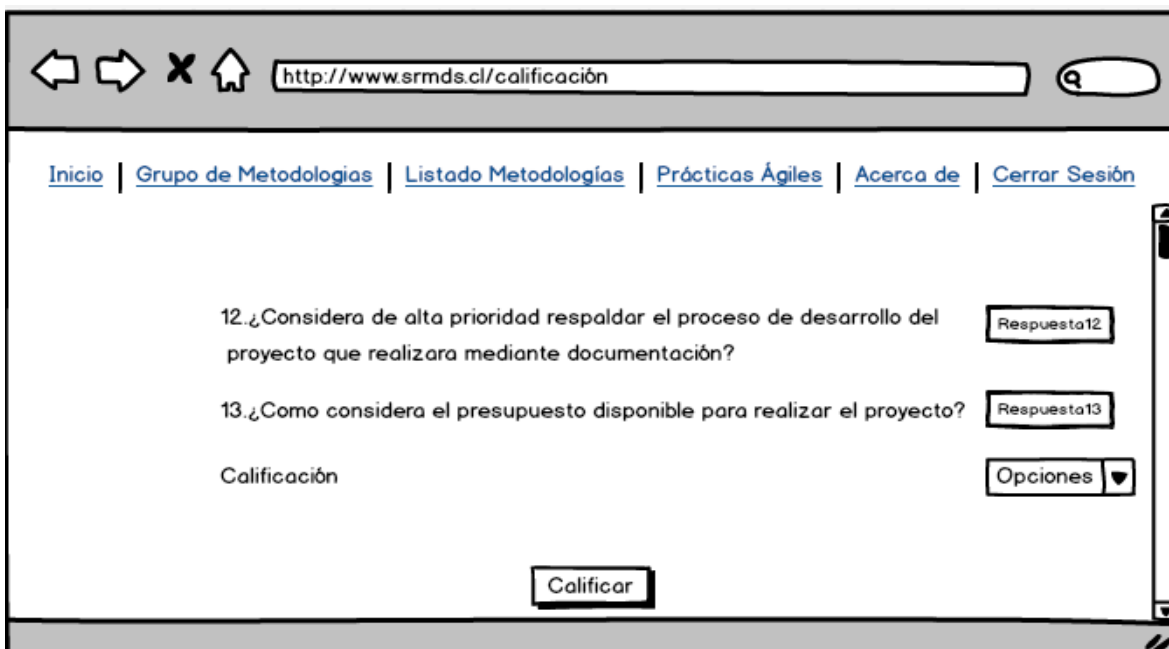 http://www.srmds.cl/calificación
Inicio | Grupo de Metodologias | Listado Metodologías | Prácticas Ágiles | Acerca de | Cerrar Sesión
12.¿Considera de alta prioridad respaldar el proceso de desarrollo del
proyecto que realizara mediante documentación?
Respuesta12
13.¿Como considera el presupuesto disponible para realizar el proyecto?
Respuesta13
Calificación
Opciones
Calificar